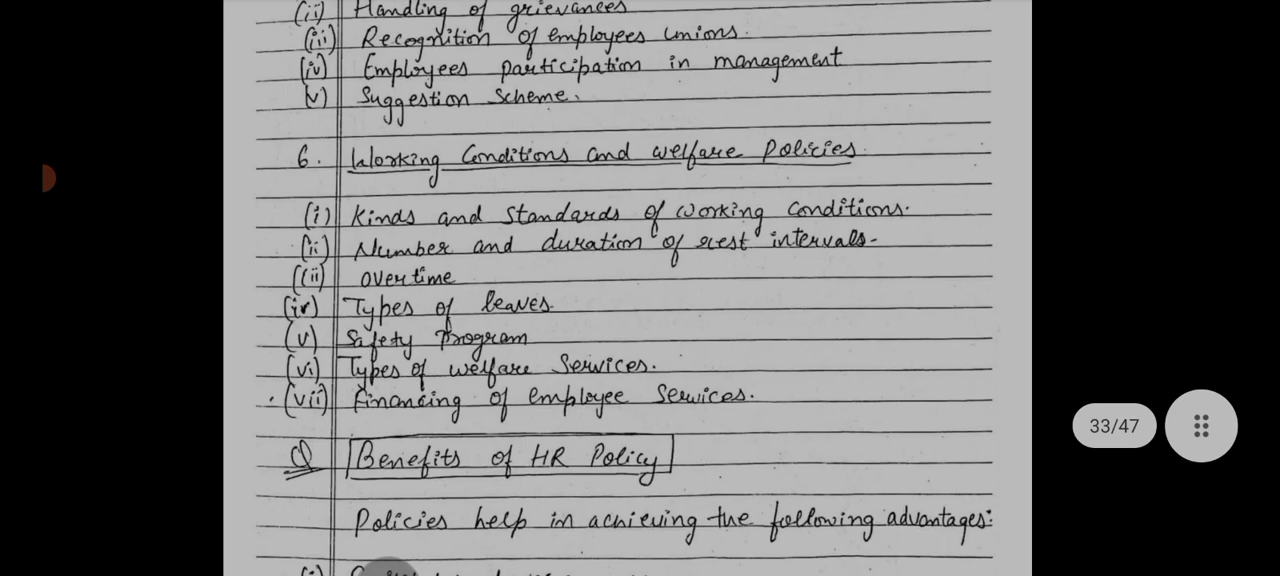 (ii) Handling of grievances
(iii) Recognition of employees unions.
(iv) Employees participation in management
(v) Suggestion Scheme.
6. Working Conditions and welfare Policies.
(i) Kinds and Standards of working Conditions.
(ii) Number and duration of rest intervals.
(iii) overtime
(iv) Types of leaves.
(v) Safety Program
(vi) Types of welfare Services.
(vii) Financing of employee Services.
33/47
Q Benefits of HR Policy
Policies help in achieving the following advantages:
(i)